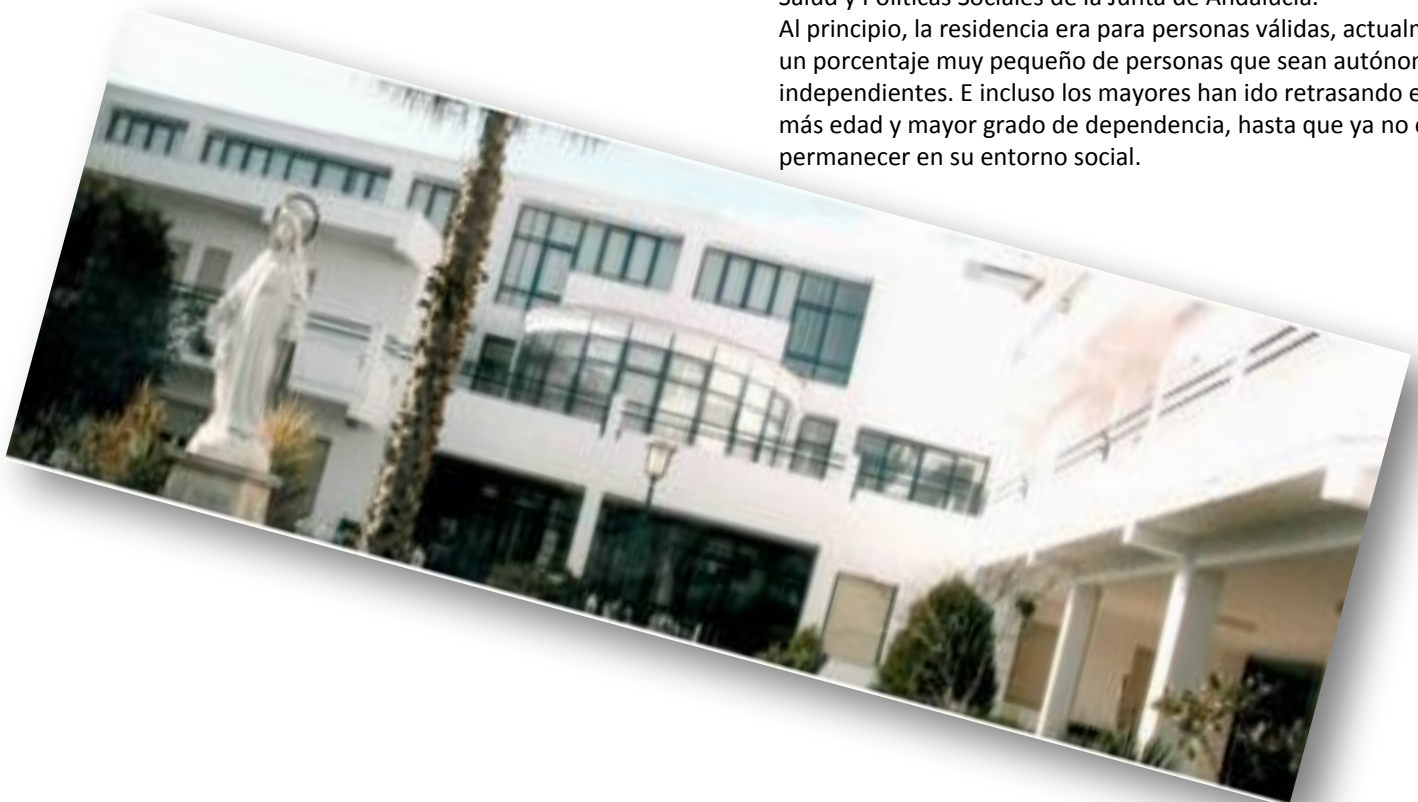 Salud y Políticas Sociales de la Junta de Andalucía.
Al principio, la residencia era para personas válidas, actualm
un porcentaje muy pequeño de personas que sean autónom
independientes. E incluso los mayores han ido retrasando e
más edad y mayor grado de dependencia, hasta que ya no
permanecer en su entorno social.